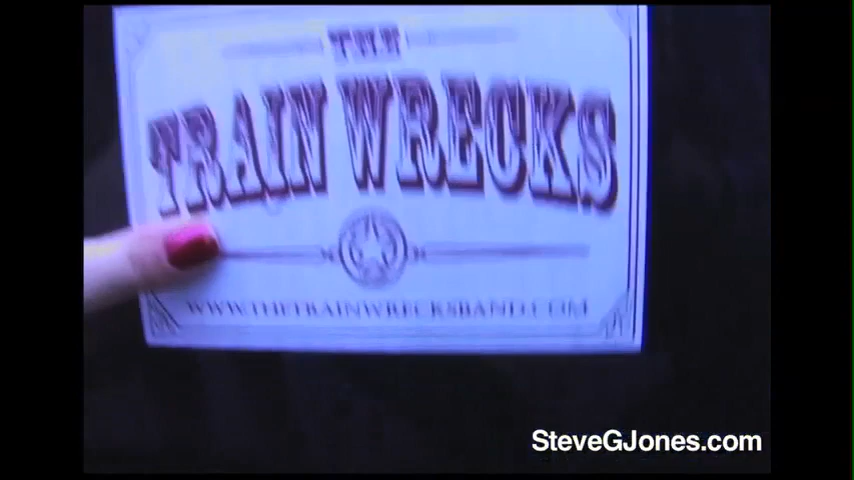 THE
TRAIN WRECKS
WWW.THETRAINWRECKSBAND.COM
SteveGJones.com